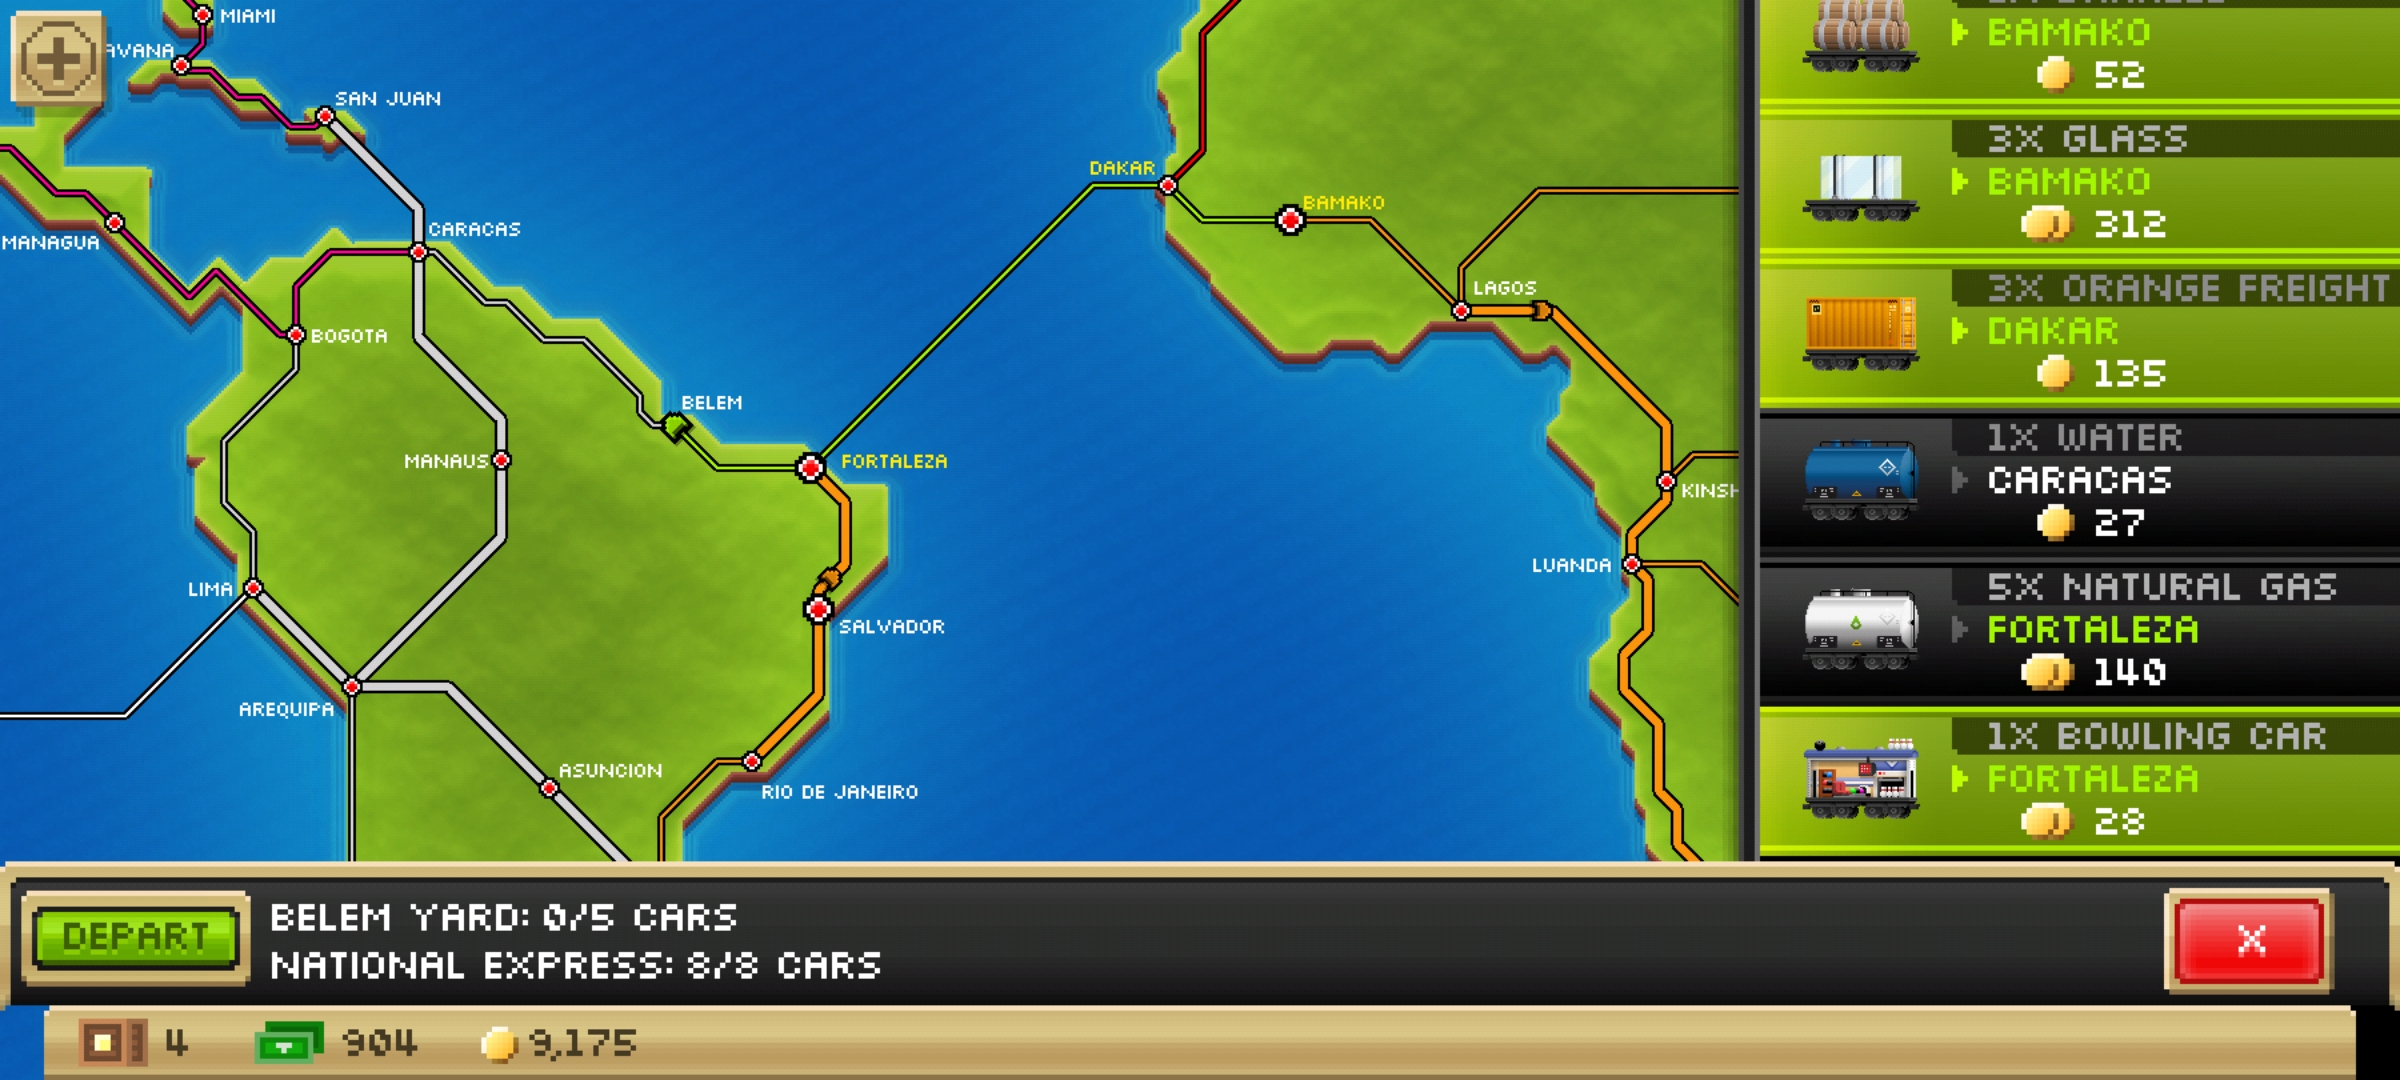 MIAMI
AVANA
SAN JUAN
CARACAS
MANAGUA
BOGOTA
BELEM
MANAUS
FORTALEZA
LIMA
SALVADOR
AREQUIPA
ASUNCION
RIO DE JANEIRO
DAKAR
BAMAKO
LAGOS
KINSH
LUANDA
BAMAKO
52
3X GLASS
BAMAKO
312
3X ORANGE FREIGHT
DAKAR
135
1X WATER
CARACAS
27
5X NATURAL GAS
FORTALEZA
140
1X BOWLING CAR
FORTALEZA
28
DEPART
BELEM YARD: 0/5 CARS
NATIONAL EXPRESS: 8/8 CARS
X
4
904
9,175